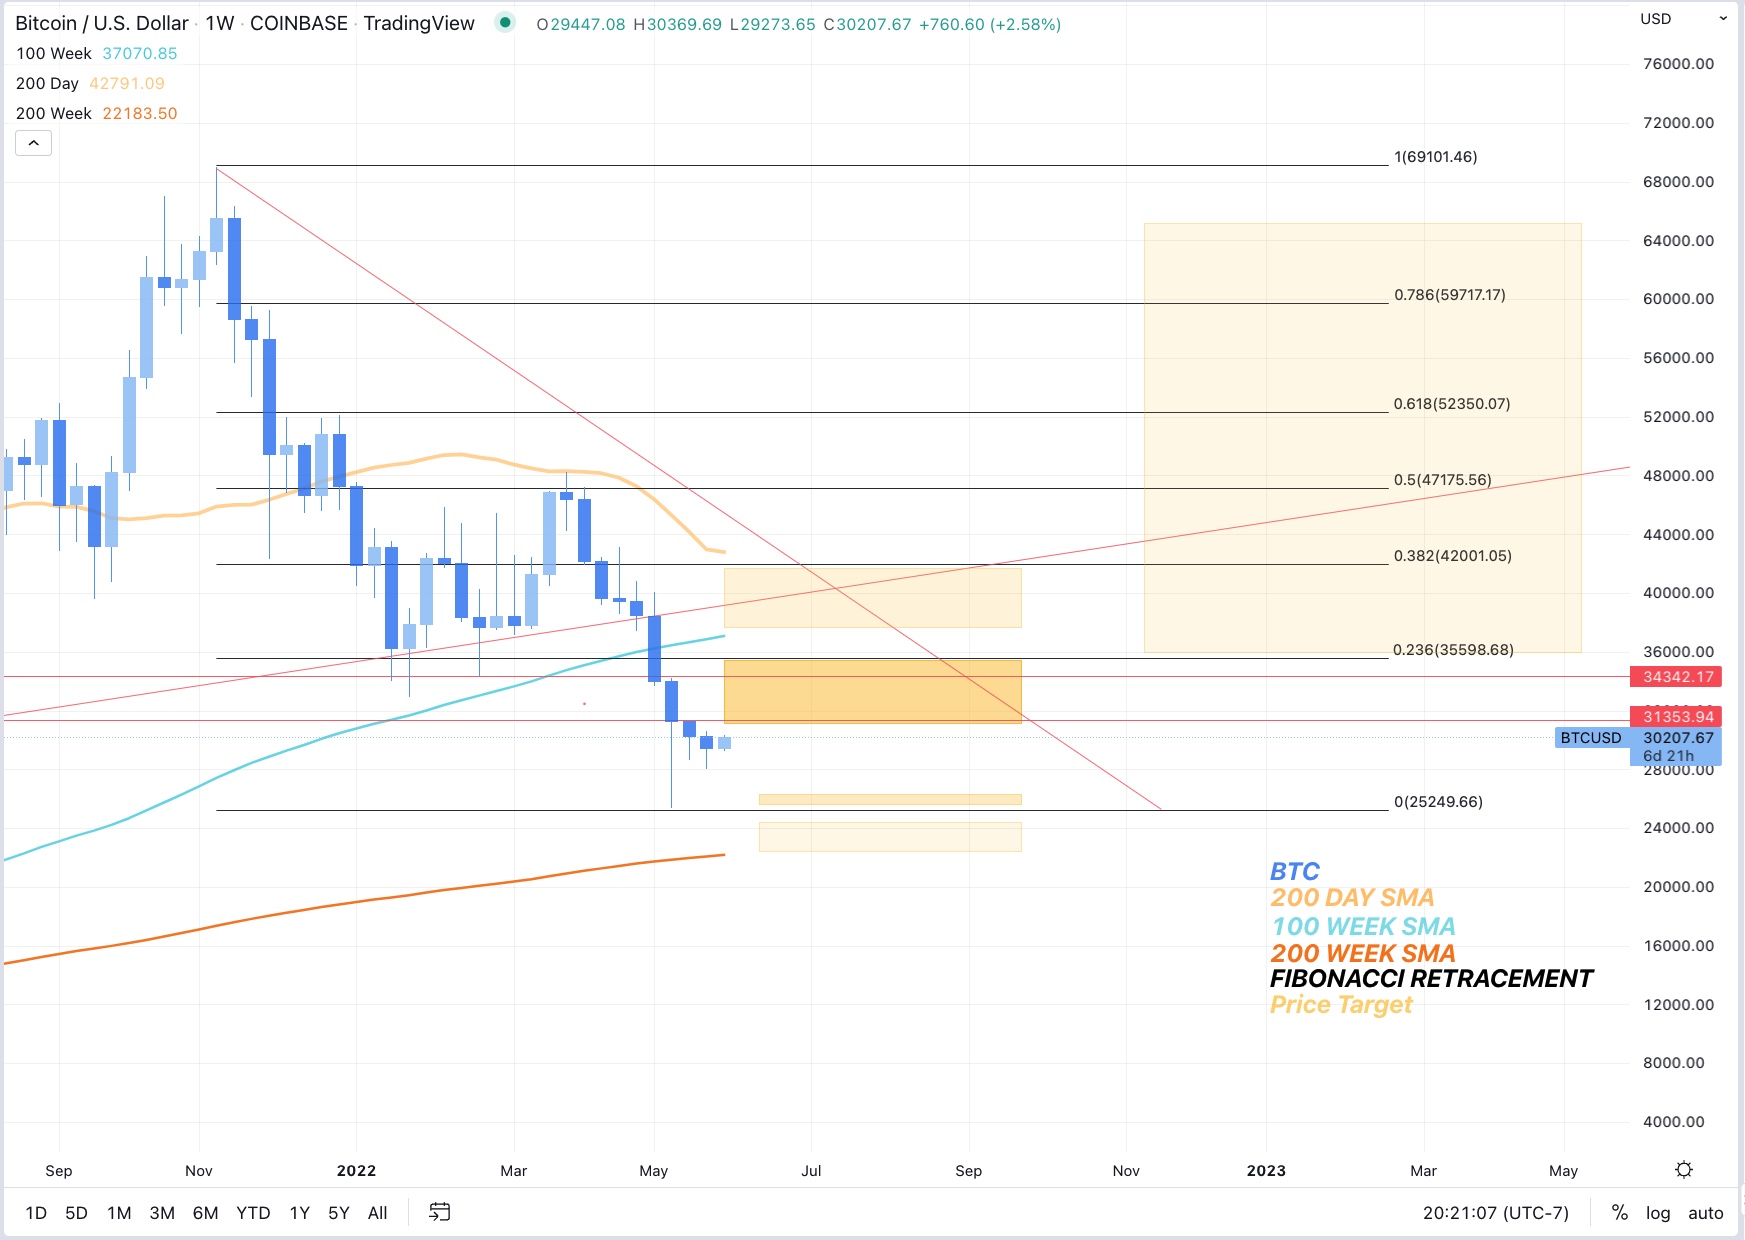 Bitcoin / U.S. Dollar · 1W · COINBASE · TradingView O29447.08 H30369.69 L29273.65 C30207.67 +760.60 (+2.58%)
USD
100 Week 37070.85
200 Day 42791.09
200 Week 22183.50
76000.00
72000.00
1(69101.46)
68000.00
64000.00
0.786(59717.17)
60000.00
56000.00
0.618(52350.07)
52000.00
0.5(47175.56)
48000.00
44000.00
0.382(42001.05)
40000.00
0.236(35598.68)
36000.00
34342.17
31353.94
BTCUSD 30207.67
6d 21h
28000.00
0(25249.66)
24000.00
BTC
20000.00
200 DAY SMA
100 WEEK SMA
16000.00
200 WEEK SMA
FIBONACCI RETRACEMENT
Price Target
12000.00
8000.00
4000.00
Sep Nov 2022 Mar May Jul Sep Nov 2023 Mar May
1D 5D 1M 3M 6M YTD 1Y 5Y All 20:21:07 (UTC-7) % log auto